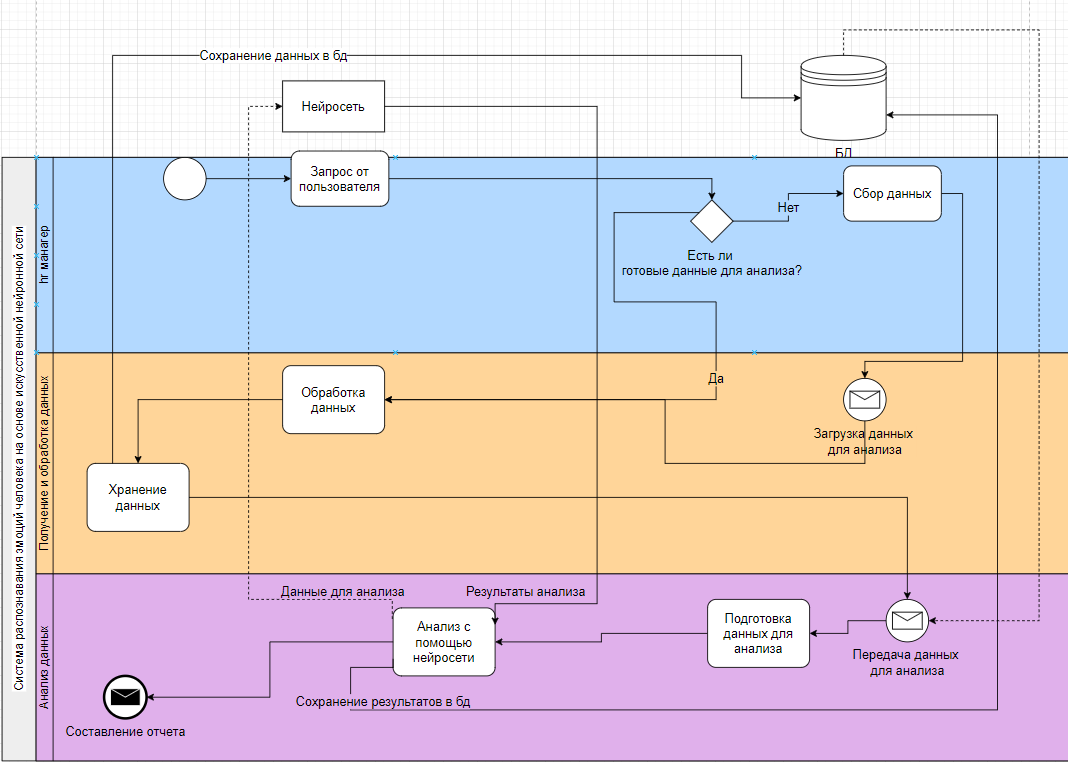 Сохранение данных в бд
Нейросеть
БД
Система распознавания эмоций человека на основе искусственной нейронной сети
hr манагер
Запрос от
пользователя
Есть ли
готовые данные для анализа?
Нет
Сбор данных
Получение и обработка данных
Обработка
данных
Да
Загрузка данных
для анализа
Хранение
данных
Анализ данных
Данные для анализа
Результаты анализа
Анализ с
помощью
нейросети
Подготовка
данных для
анализа
Передача данных
для анализа
Сохранение результатов в бд
Составление отчета